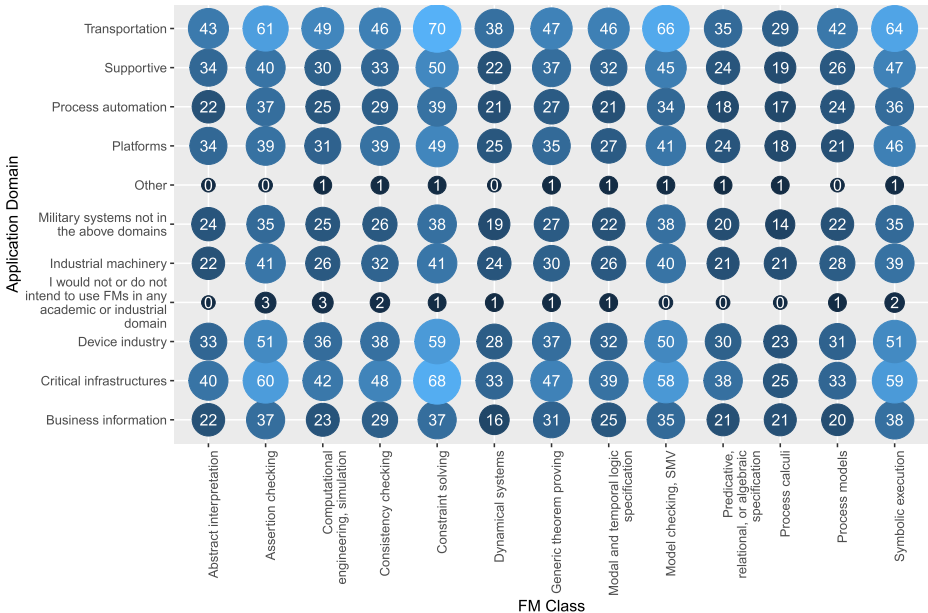 Application Domain
Transportation 43 61 49 46 70 38 47 46 66 35 29 42 64
Supportive 34 40 30 33 50 22 37 32 45 24 19 26 47
Process automation 22 37 25 29 39 21 27 21 34 18 17 24 36
Platforms 34 39 31 39 49 25 35 27 41 24 18 21 46
Other 0 0 1 1 1 0 1 1 1 1 1 0 1
Military systems not in
the above domains 24 35 25 26 38 19 27 22 38 20 14 22 35
Industrial machinery 22 41 26 32 41 24 30 26 40 21 21 28 39
I would not or do not
intend to use FMs in any
academic or industrial
domain 0 3 3 2 1 1 1 1 0 0 0 1 2
Device industry 33 51 36 38 59 28 37 32 50 30 23 31 51
Critical infrastructures 40 60 42 48 68 33 47 39 58 38 25 33 59
Business information 22 37 23 29 37 16 31 25 35 21 21 20 38
Abstract interpretation
Assertion checking
Computational
engineering, simulation
Consistency checking
Constraint solving
Dynamical systems
Generic theorem proving
Modal and temporal logic
specification
Model checking, SMV
Predicative,
relational, or algebraic
specification
Process calculi
Process models
Symbolic execution
FM Class